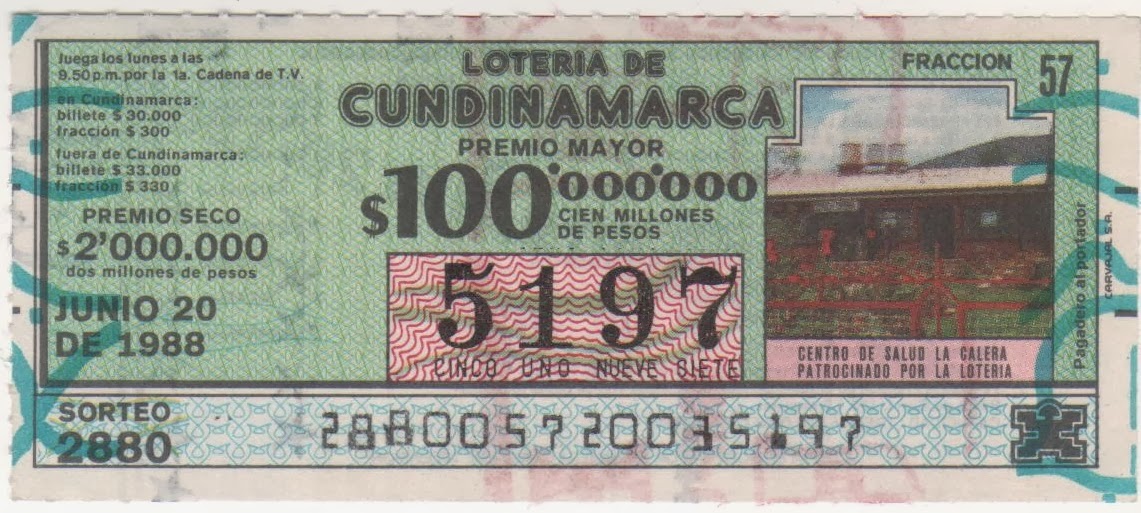 Juega los lunes a las
9.50 p.m. por la 1a. Cadena de T.V.
en Cundinamarca:
billete $ 30.000
fracción $ 300
fuera de Cundinamarca:
billete $ 33.000
fracción $ 330
PREMIO SECO
$ 2'000.000
dos millones de pesos
JUNIO 20
DE 1988
LOTERIA DE
CUNDINAMARCA
PREMIO MAYOR
$100'000'000
CIEN MILLONES
DE PESOS
5197
CINCO UNO NUEVE SIETE
FRACCION 57
CENTRO DE SALUD LA CALERA
PATROCINADO POR LA LOTERIA
Pagadero al portador
CARVAJAL S.A.
SORTEO
2880
288005720035197